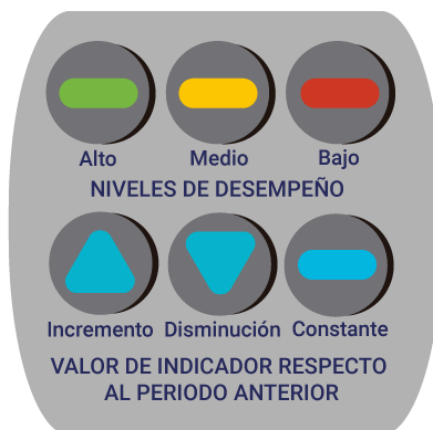 Alto Medio Bajo
NIVELES DE DESEMPEÑO
Incremento Disminución Constante
VALOR DE INDICADOR RESPECTO
AL PERIODO ANTERIOR